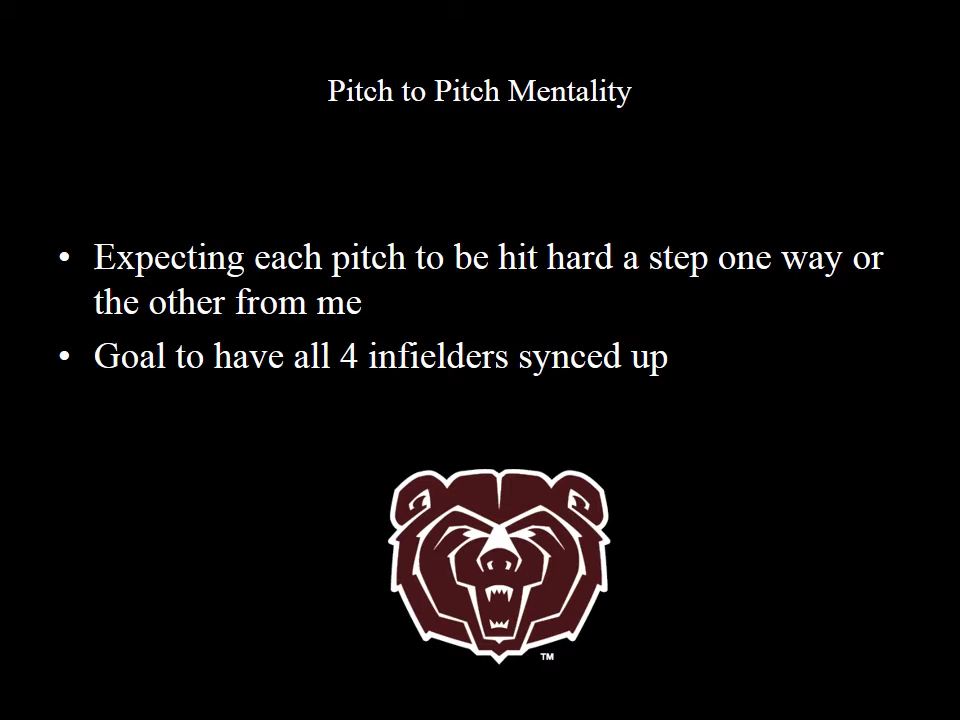 Pitch to Pitch Mentality
• Expecting each pitch to be hit hard a step one way or
the other from me
• Goal to have all 4 infielders synced up
TM